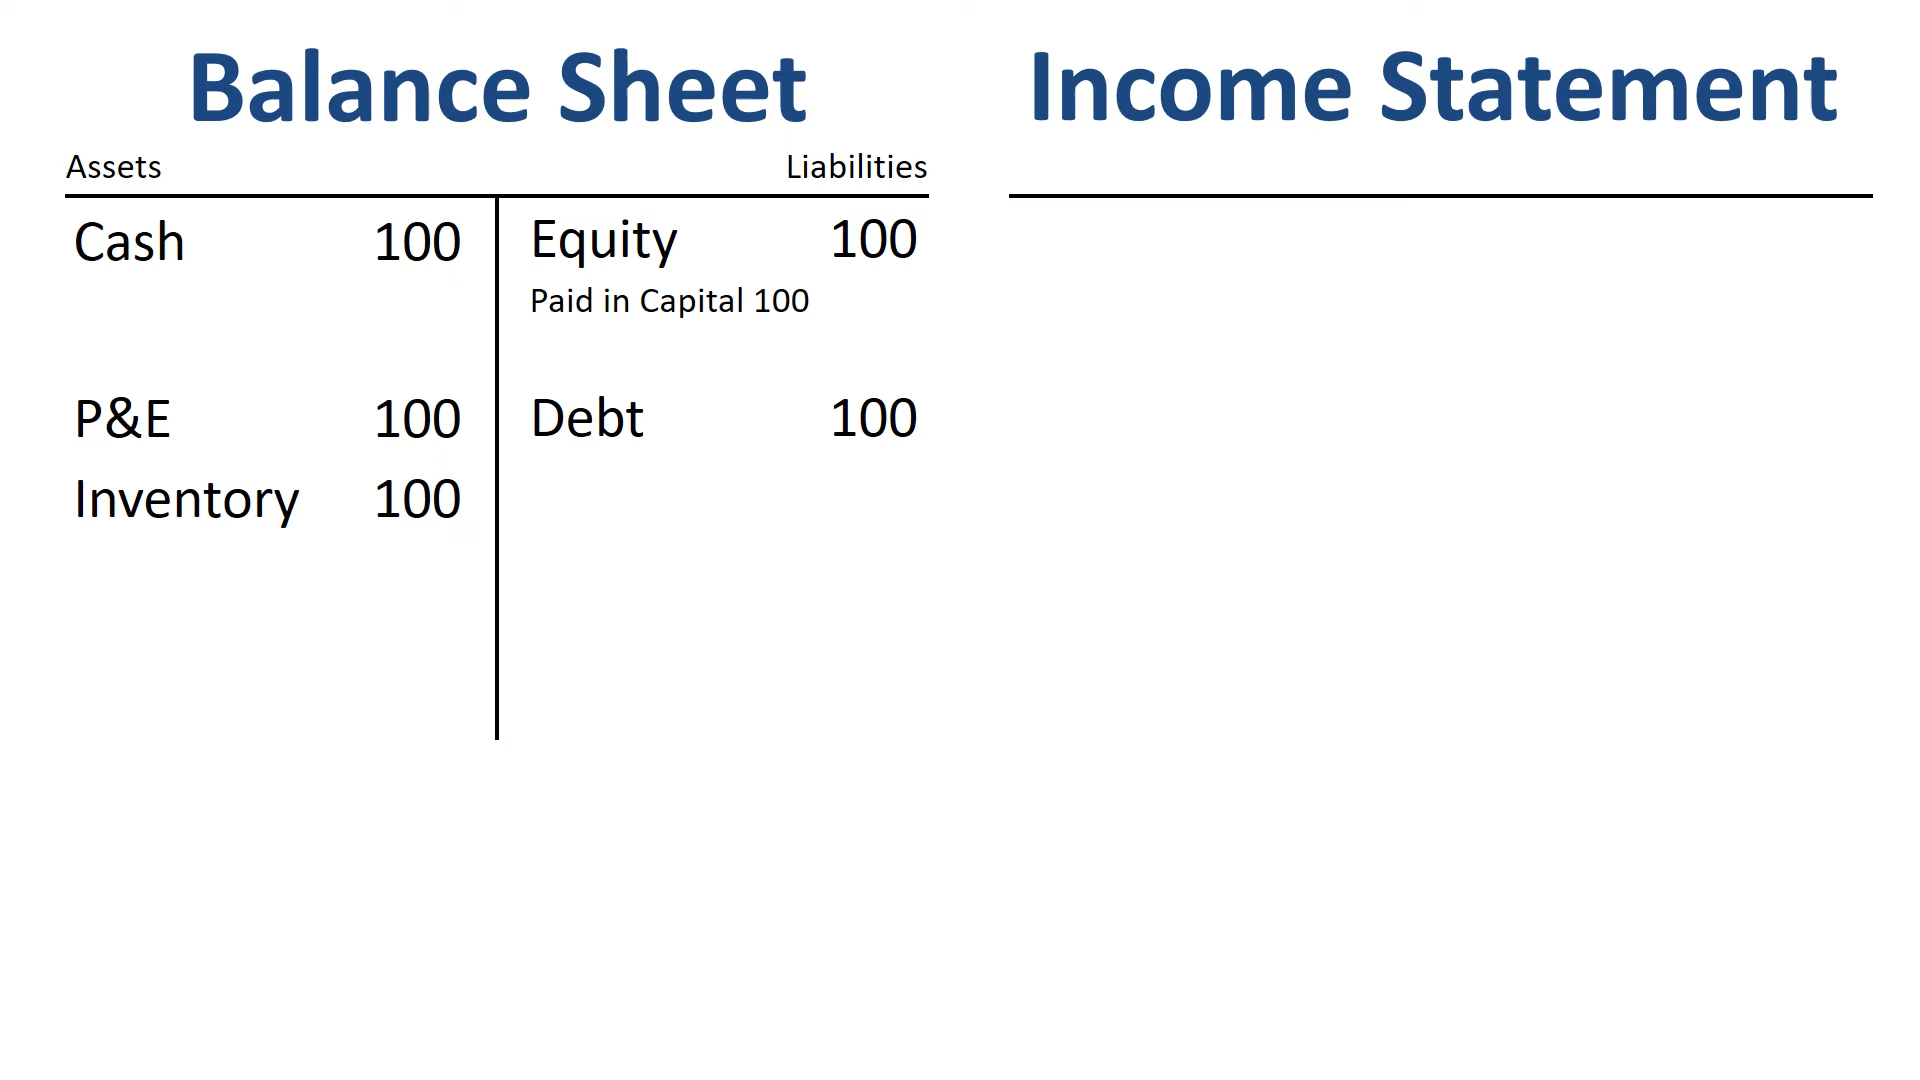 Balance Sheet
Assets Liabilities
Cash 100 Equity 100
Paid in Capital 100
P&E 100 Debt 100
Inventory 100
Income Statement